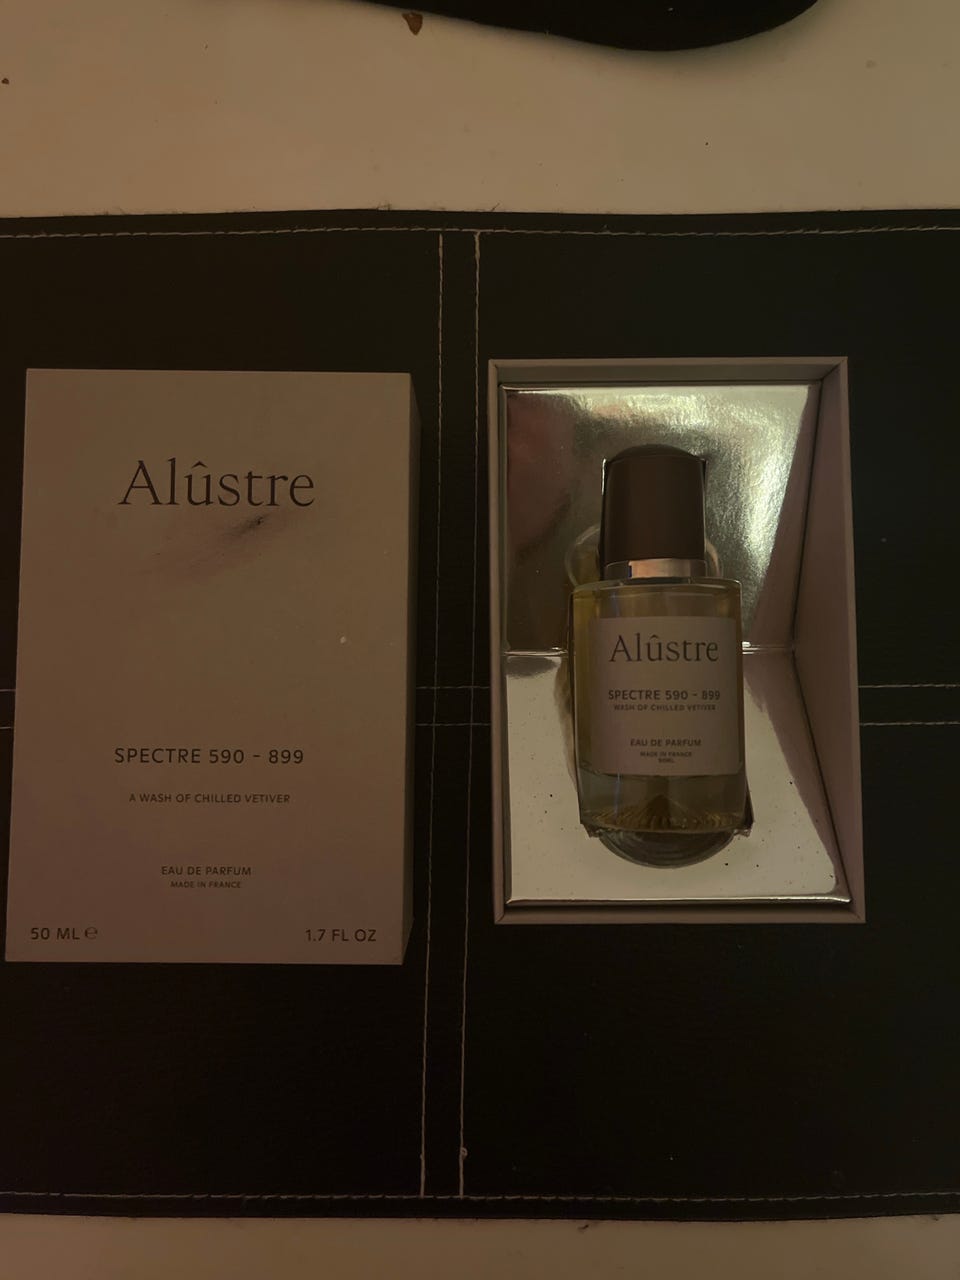 Alûstre
SPECTRE 590 - 899
A WASH OF CHILLED VETIVER
EAU DE PARFUM
MADE IN FRANCE
50 ML ℮
1.7 FL OZ
Alûstre
SPECTRE 590 - 899
WASH OF CHILLED VETIVER
EAU DE PARFUM
MADE IN FRANCE
50ML